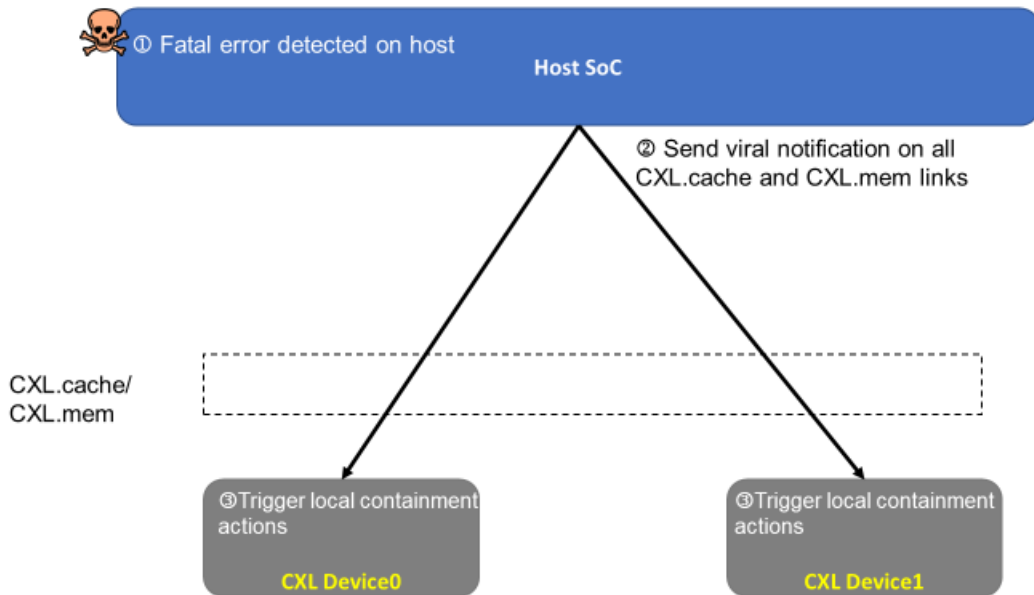 ① Fatal error detected on host
Host SoC
② Send viral notification on all
CXL.cache and CXL.mem links
CXL.cache/
CXL.mem
③Trigger local containment
actions
CXL Device0
③Trigger local containment
actions
CXL Device1